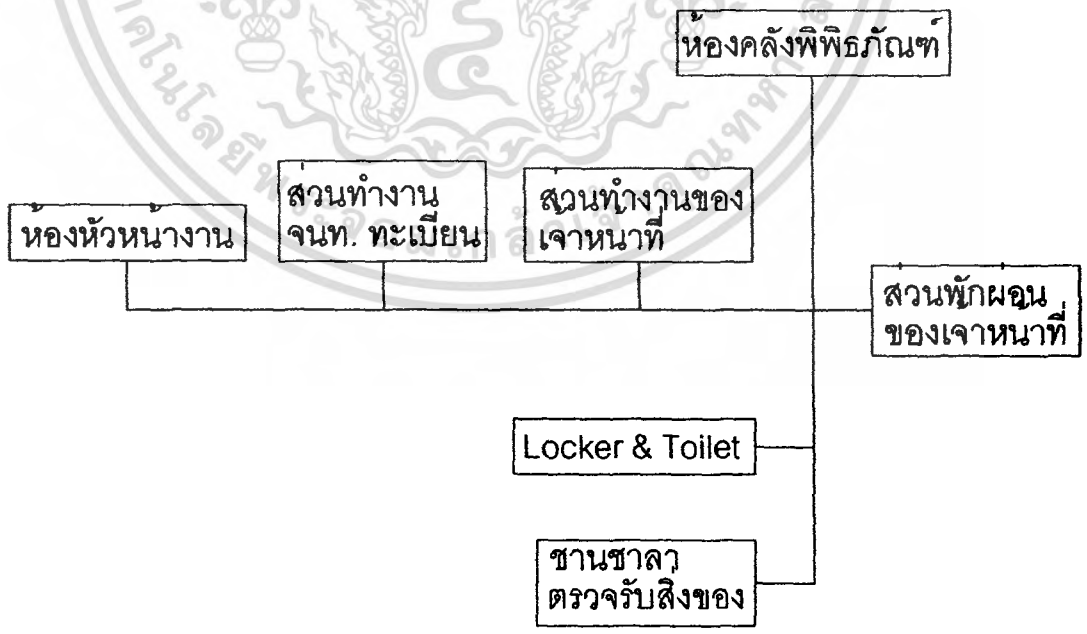 ห้องคลังพิพิธภัณฑ์
ส่วนทำงาน
จนท. ทะเบียน
ส่วนทำงานของ
เจ้าหน้าที่
ห้องหัวหน้างาน
ส่วนพักผ่อน
ของเจ้าหน้าที่
Locker & Toilet
ชานชาลา
ตรวจรับสิ่งของ